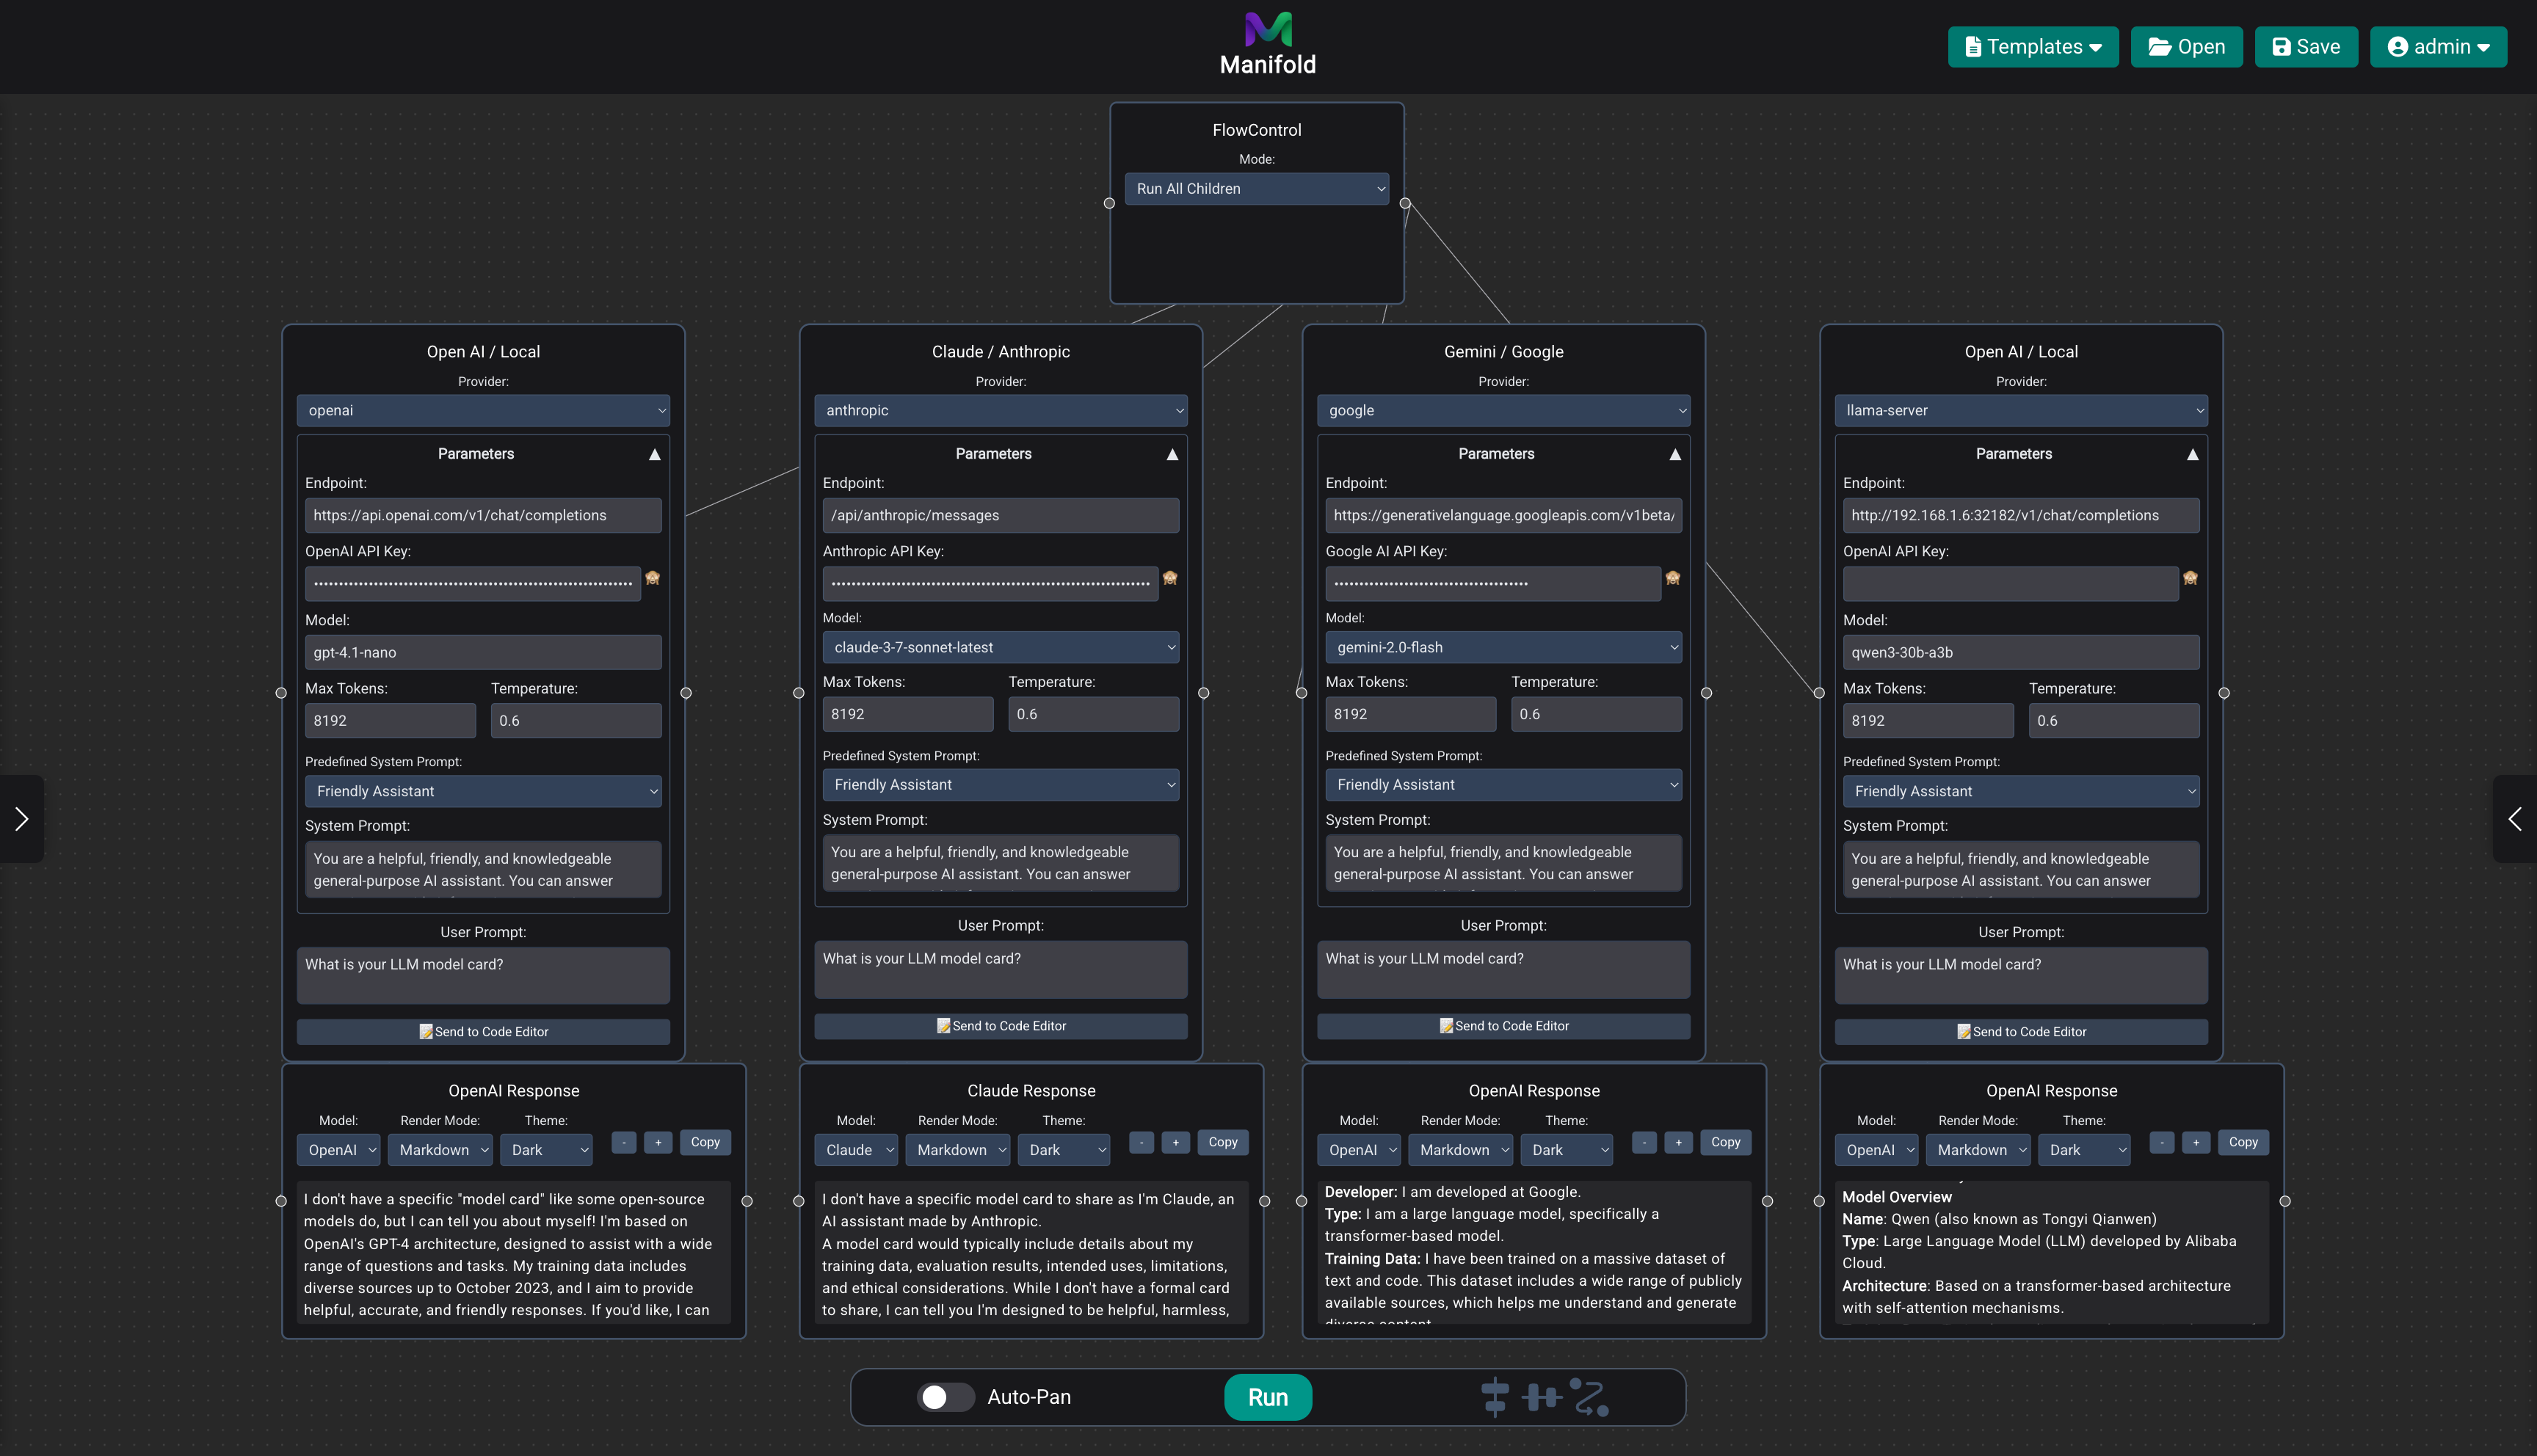 Manifold
Templates
Open
Save
admin
FlowControl
Mode:
Run All Children
Open AI / Local
Provider:
openai
Parameters ▲
Endpoint:
https://api.openai.com/v1/chat/completions
OpenAI API Key:
Model:
gpt-4.1-nano
Max Tokens: Temperature:
8192 0.6
Predefined System Prompt:
Friendly Assistant
System Prompt:
You are a helpful, friendly, and knowledgeable
general-purpose AI assistant. You can answer
User Prompt:
What is your LLM model card?
Send to Code Editor
Claude / Anthropic
Provider:
anthropic
Parameters ▲
Endpoint:
/api/anthropic/messages
Anthropic API Key:
Model:
claude-3-7-sonnet-latest
Max Tokens: Temperature:
8192 0.6
Predefined System Prompt:
Friendly Assistant
System Prompt:
You are a helpful, friendly, and knowledgeable
general-purpose AI assistant. You can answer
User Prompt:
What is your LLM model card?
Send to Code Editor
Gemini / Google
Provider:
google
Parameters ▲
Endpoint:
https://generativelanguage.googleapis.com/v1beta/
Google AI API Key:
Model:
gemini-2.0-flash
Max Tokens: Temperature:
8192 0.6
Predefined System Prompt:
Friendly Assistant
System Prompt:
You are a helpful, friendly, and knowledgeable
general-purpose AI assistant. You can answer
User Prompt:
What is your LLM model card?
Send to Code Editor
Open AI / Local
Provider:
llama-server
Parameters ▲
Endpoint:
http://192.168.1.6:32182/v1/chat/completions
OpenAI API Key:
Model:
qwen3-30b-a3b
Max Tokens: Temperature:
8192 0.6
Predefined System Prompt:
Friendly Assistant
System Prompt:
You are a helpful, friendly, and knowledgeable
general-purpose AI assistant. You can answer
User Prompt:
What is your LLM model card?
Send to Code Editor
OpenAI Response
Model: Render Mode: Theme:
OpenAI Markdown Dark - + Copy
I don't have a specific "model card" like some open-source
models do, but I can tell you about myself! I'm based on
OpenAI's GPT-4 architecture, designed to assist with a wide
range of questions and tasks. My training data includes
diverse sources up to October 2023, and I aim to provide
helpful, accurate, and friendly responses. If you'd like, I can
Claude Response
Model: Render Mode: Theme:
Claude Markdown Dark - + Copy
I don't have a specific model card to share as I'm Claude, an
AI assistant made by Anthropic.
A model card would typically include details about my
training data, evaluation results, intended uses, limitations,
and ethical considerations. While I don't have a formal card
to share, I can tell you I'm designed to be helpful, harmless,
OpenAI Response
Model: Render Mode: Theme:
OpenAI Markdown Dark - + Copy
Developer: I am developed at Google.
Type: I am a large language model, specifically a
transformer-based model.
Training Data: I have been trained on a massive dataset of
text and code. This dataset includes a wide range of publicly
available sources, which helps me understand and generate
diverse content
OpenAI Response
Model: Render Mode: Theme:
OpenAI Markdown Dark - + Copy
Model Overview
Name: Qwen (also known as Tongyi Qianwen)
Type: Large Language Model (LLM) developed by Alibaba
Cloud.
Architecture: Based on a transformer-based architecture
with self-attention mechanisms.
Auto-Pan
Run